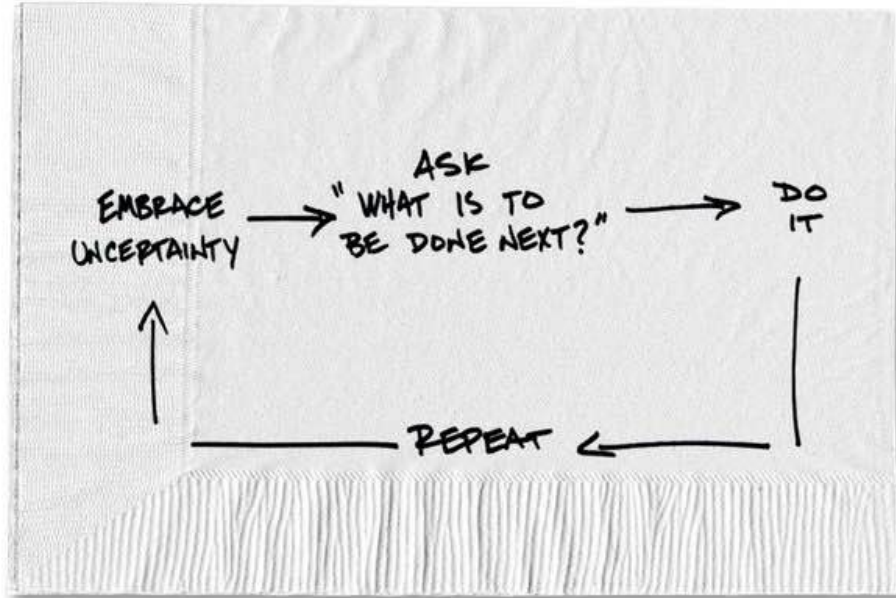 EMBRACE
UNCERTAINTY
ASK
"WHAT IS TO
BE DONE NEXT?"
DO
IT
REPEAT